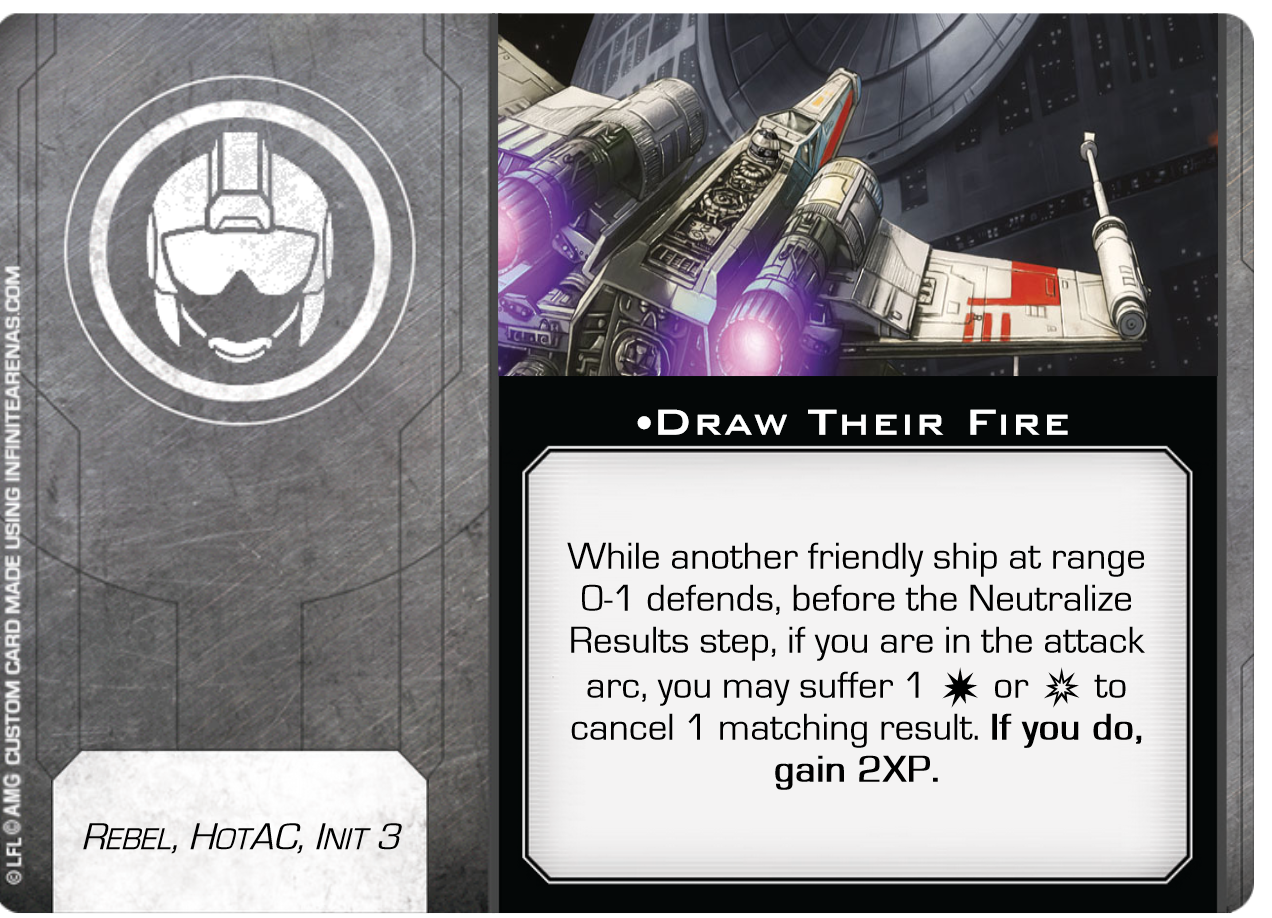 •Draw Their Fire
While another friendly ship at range
0-1 defends, before the Neutralize
Results step, if you are in the attack
arc, you may suffer 1 or to
cancel 1 matching result. If you do,
gain 2XP.
Rebel, HotAC, Init 3
© LFL © AMG CUSTOM CARD MADE USING INFINITEARENAS.COM